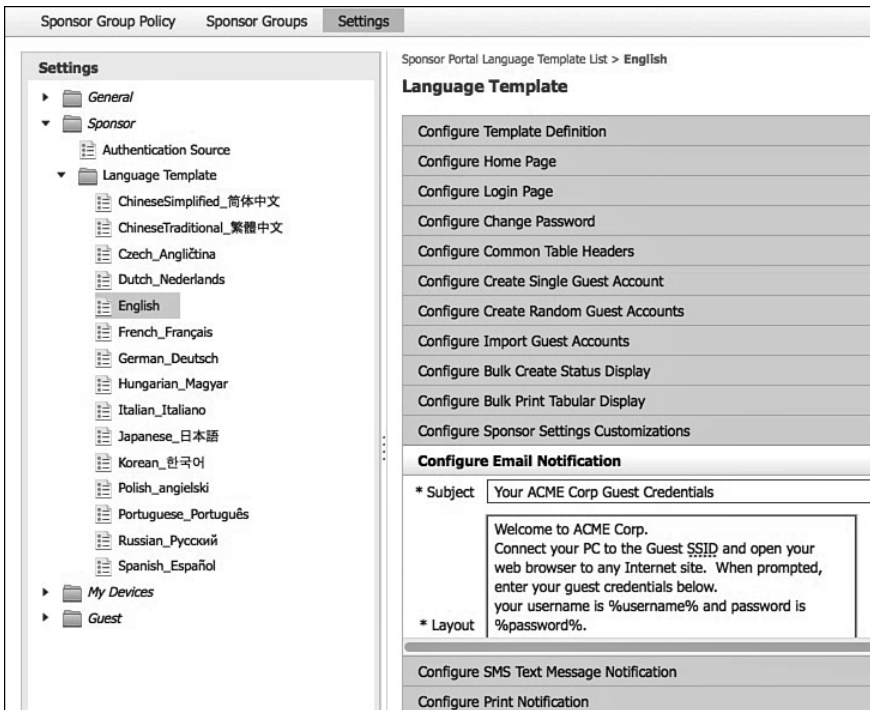 Sponsor Group Policy Sponsor Groups Settings
Settings
General
Sponsor
Authentication Source
Language Template
ChineseSimplified_简体中文
ChineseTraditional_繁體中文
Czech_Angličtina
Dutch_Nederlands
English
French_Français
German_Deutsch
Hungarian_Magyar
Italian_Italiano
Japanese_日本語
Korean_한국어
Polish_angielski
Portuguese_Português
Russian_Русский
Spanish_Español
My Devices
Guest
Sponsor Portal Language Template List > English
Language Template
Configure Template Definition
Configure Home Page
Configure Login Page
Configure Change Password
Configure Common Table Headers
Configure Create Single Guest Account
Configure Create Random Guest Accounts
Configure Import Guest Accounts
Configure Bulk Create Status Display
Configure Bulk Print Tabular Display
Configure Sponsor Settings Customizations
Configure Email Notification
* Subject Your ACME Corp Guest Credentials
Welcome to ACME Corp.
Connect your PC to the Guest SSID and open your
web browser to any Internet site. When prompted,
enter your guest credentials below.
your username is %username% and password is
* Layout %password%.
Configure SMS Text Message Notification
Configure Print Notification